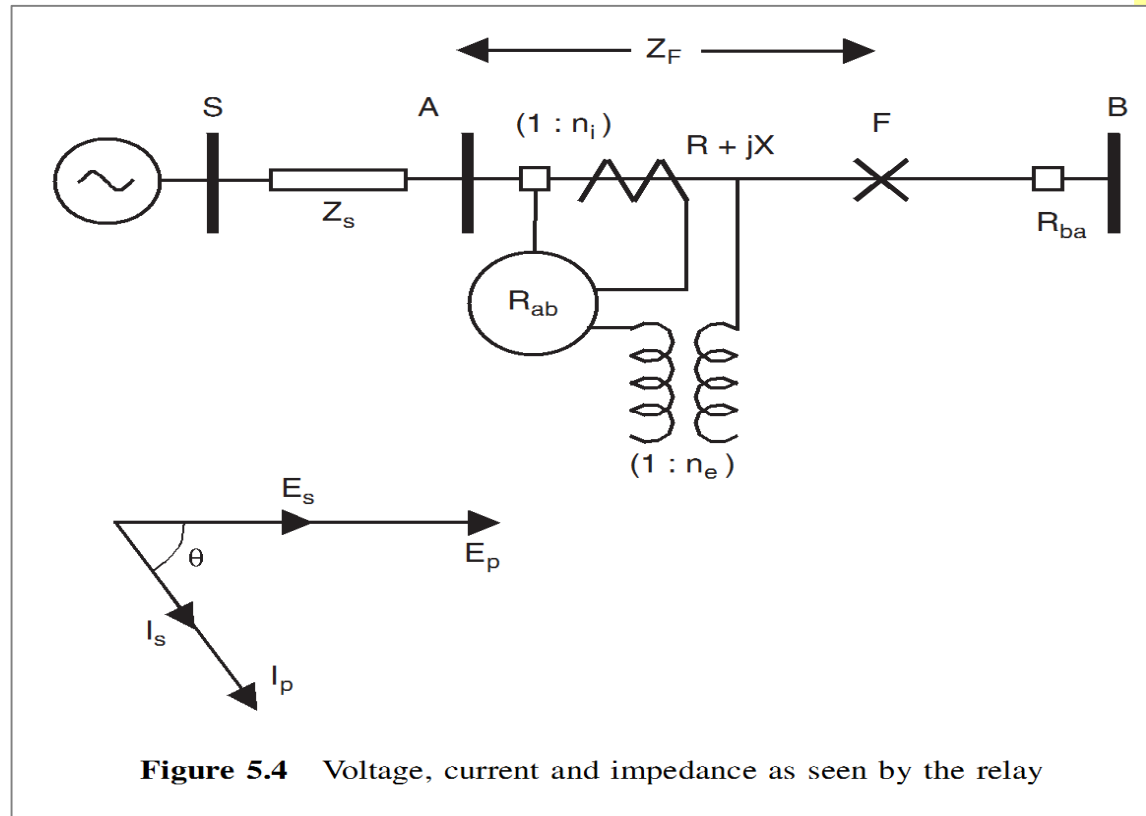 Z_F
S
A
(1 : n_i)
R + jX
F
B
Z_s
R_ab
R_ba
(1 : n_e)
E_s
E_p
θ
I_s
I_p
Figure 5.4 Voltage, current and impedance as seen by the relay